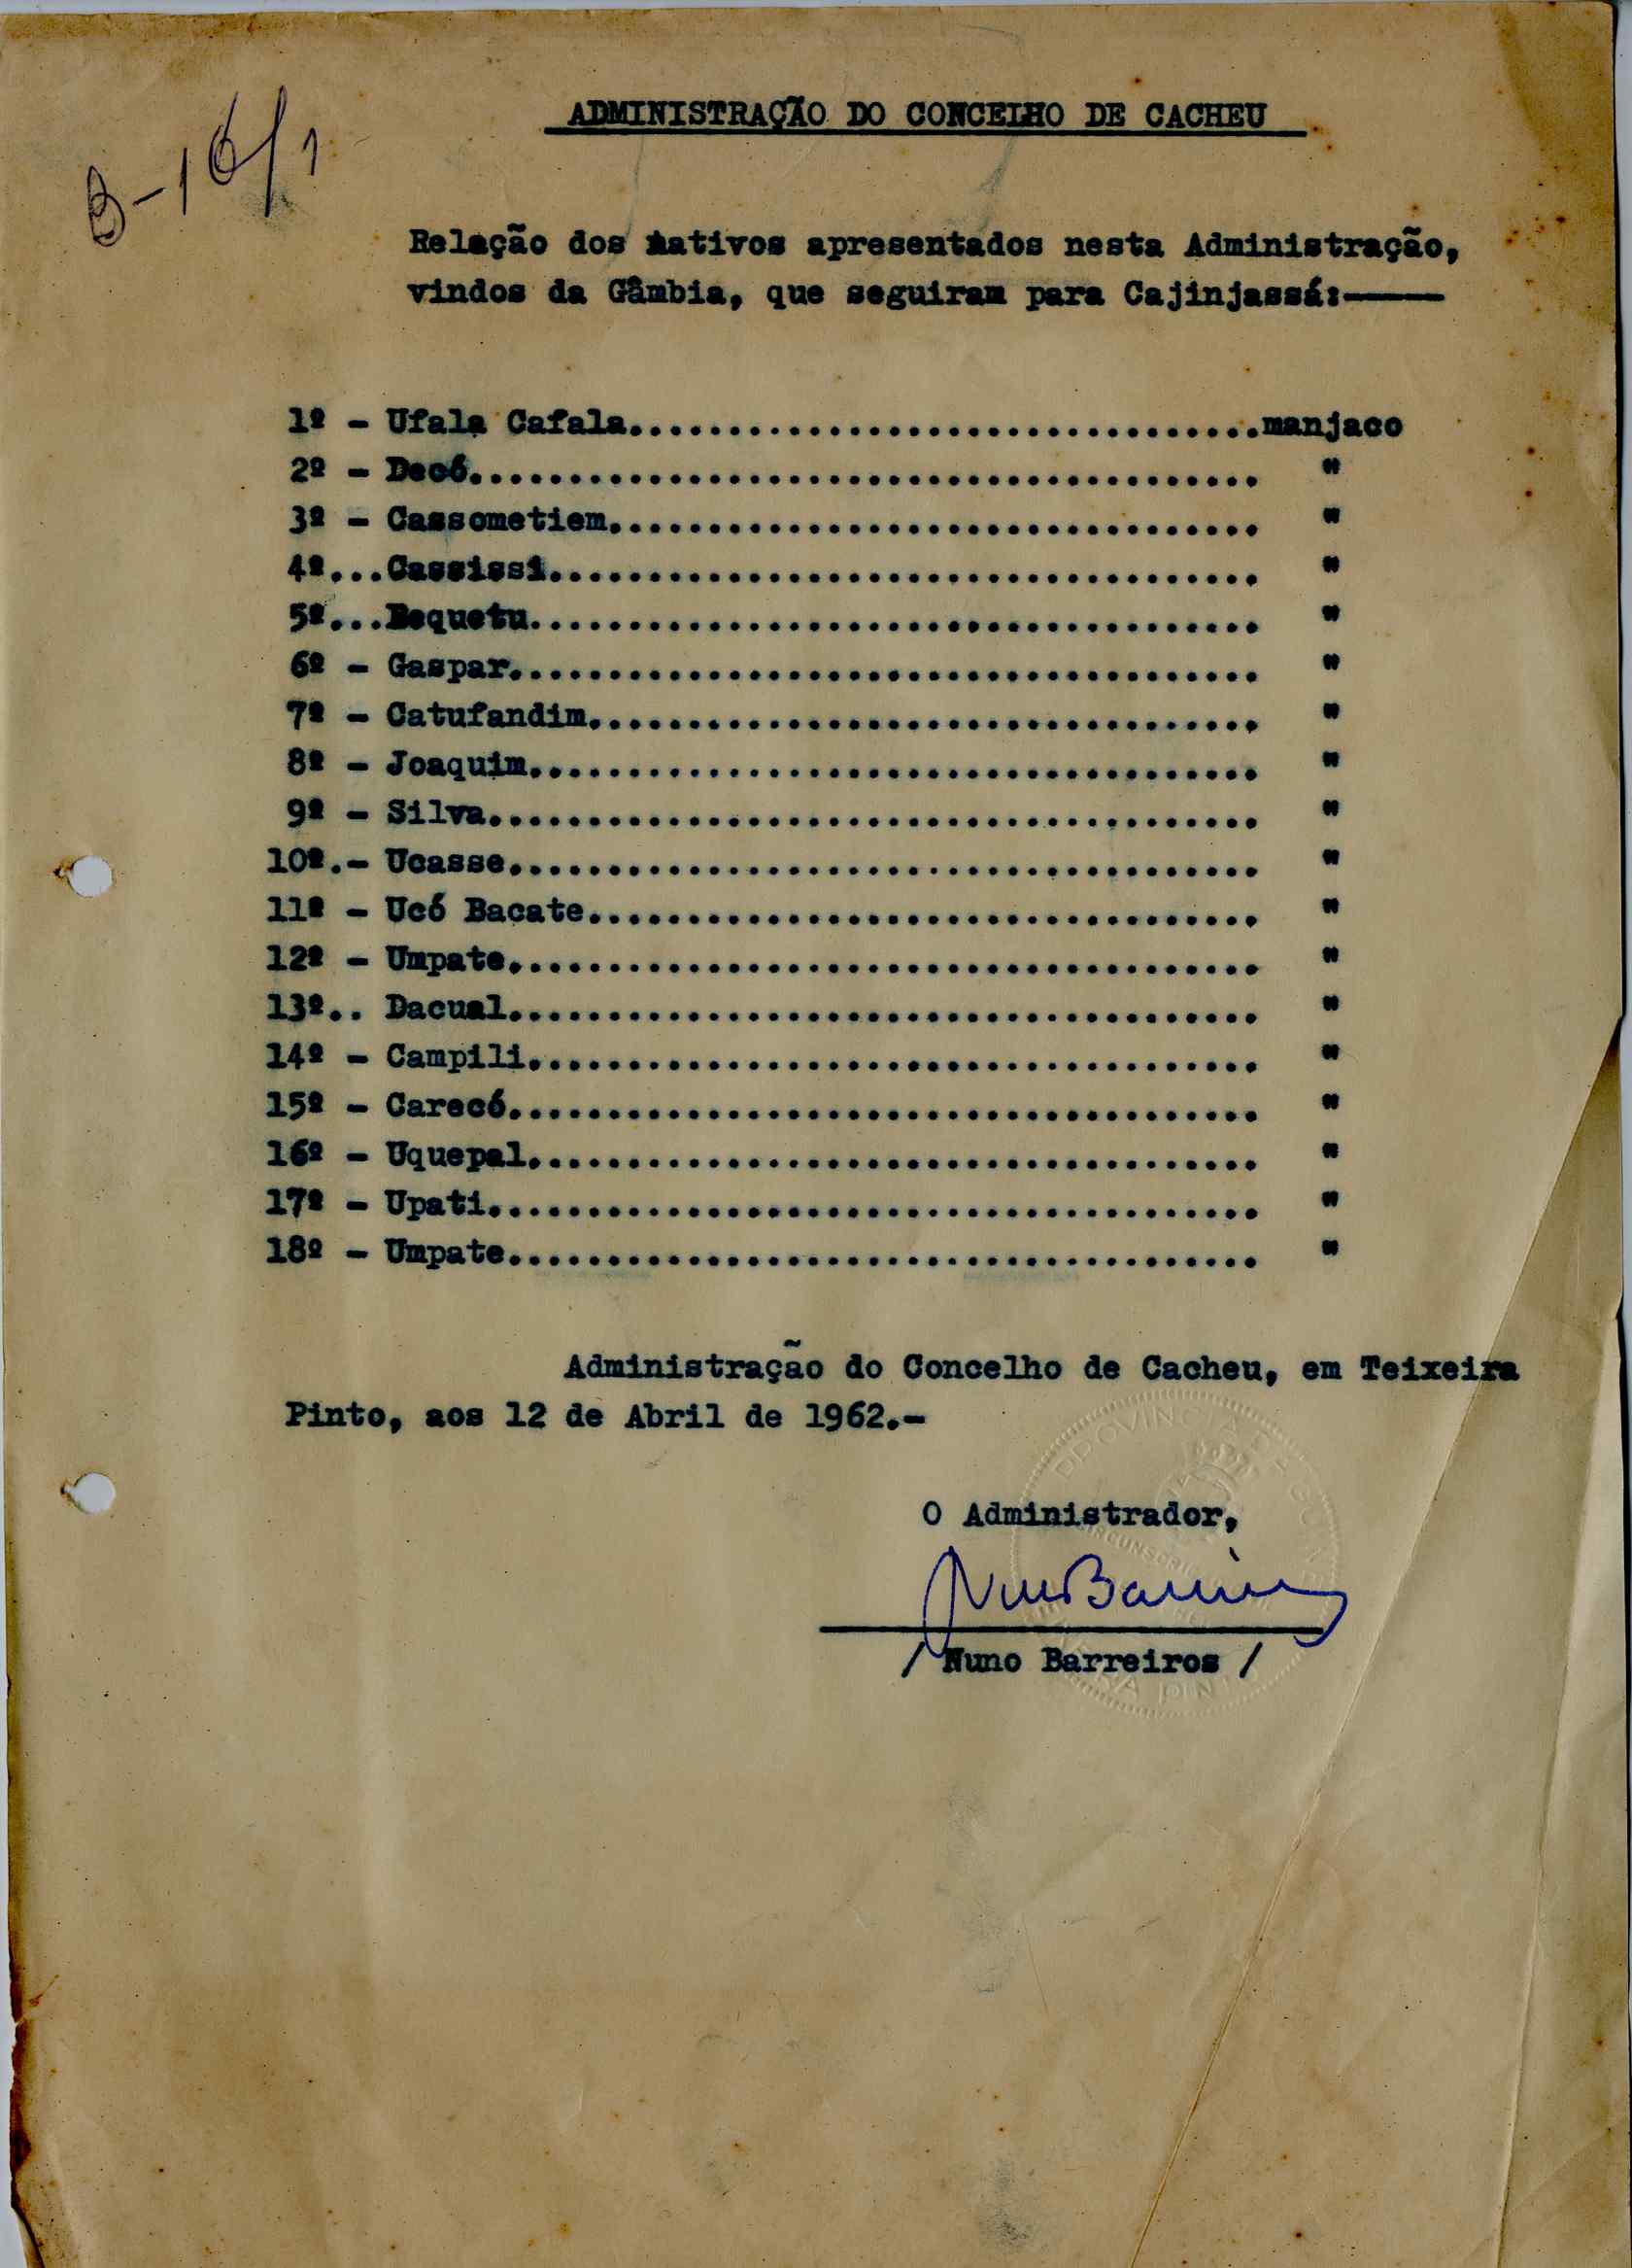 B-16/1
ADMINISTRAÇÃO DO CONCELHO DE CACHEU
Relação dos nativos apresentados nesta Administração,
vindos da Gâmbia, que seguiram para Cajinjassá:———
1º - Ufala Cafala................................manjaco
2º - Decó........................................ "
3º - Cassometiem................................. "
4º...Cassissi.................................... "
5º...Bequetu..................................... "
6º - Gaspar...................................... "
7º - Catufandim.................................. "
8º - Joaquim..................................... "
9º - Silva....................................... "
10º.- Ucasse...................................... "
11º - Ucó Bacate.................................. "
12º - Umpate...................................... "
13º.. Dacual...................................... "
14º - Campili..................................... "
15º - Carecó...................................... "
16º - Uquepal..................................... "
17º - Upati....................................... "
18º - Umpate...................................... "
Administração do Concelho de Cacheu, em Teixeira
Pinto, aos 12 de Abril de 1962.-
O Administrador,
Nuno Barreiros
/ Nuno Barreiros /